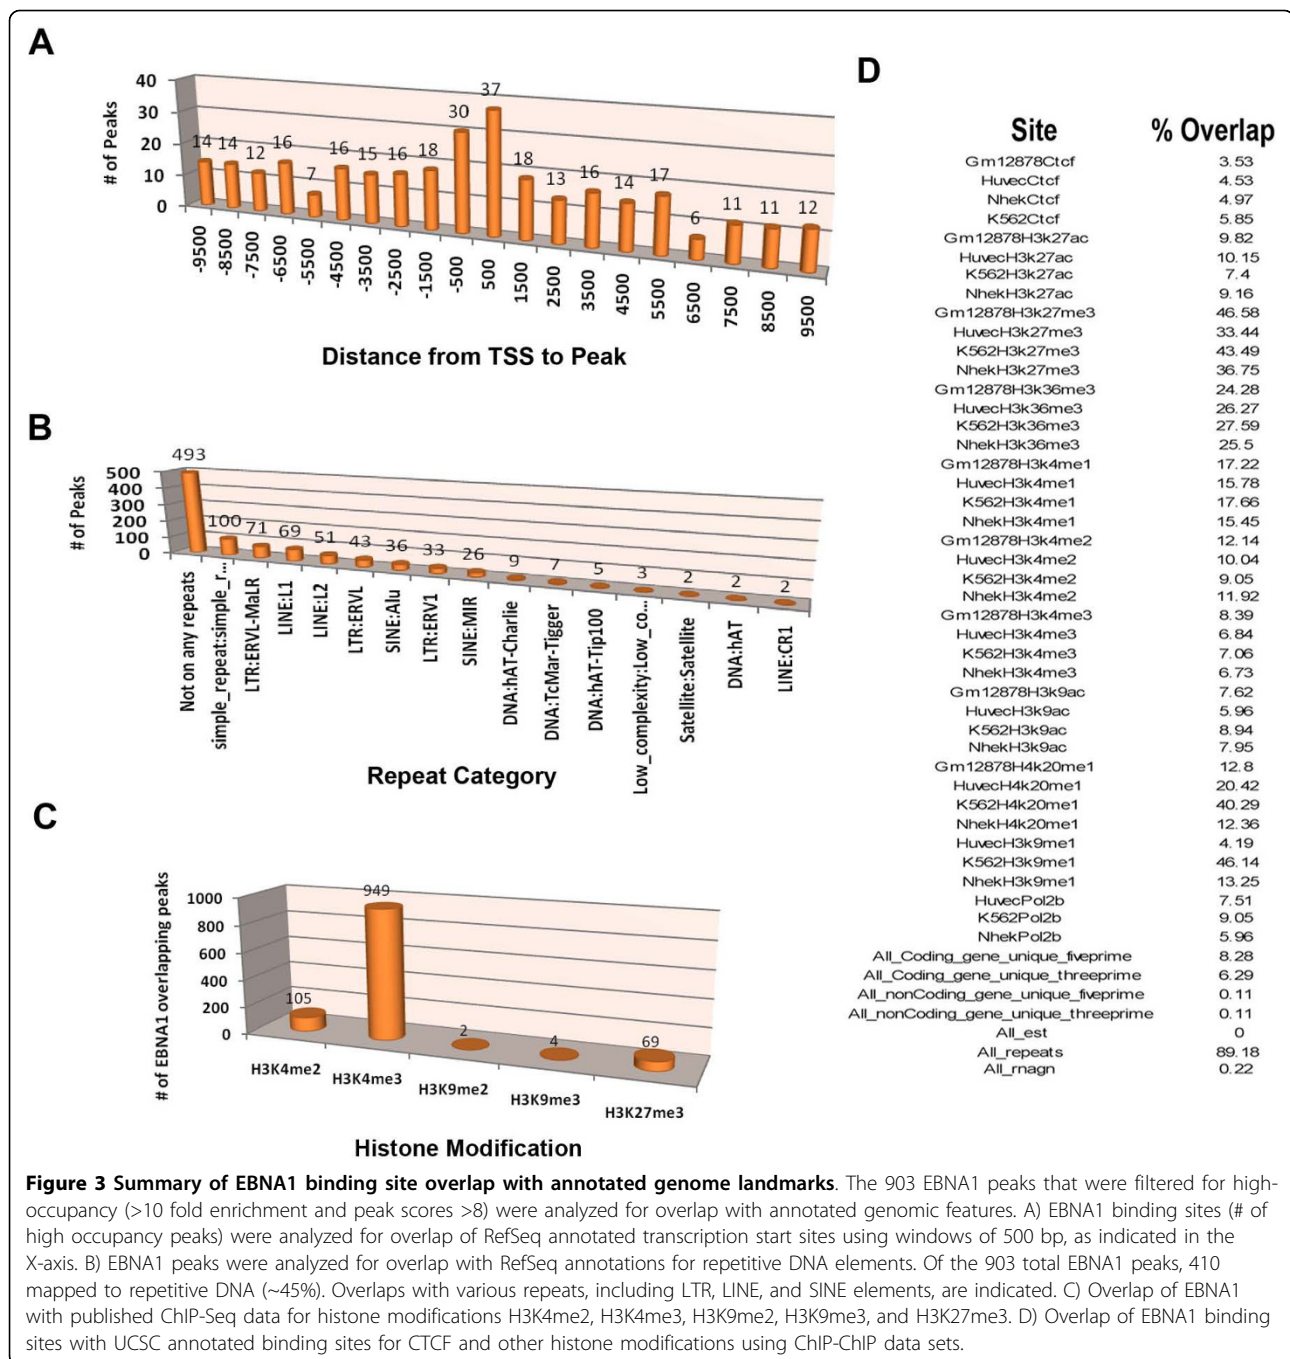 A
# of Peaks
40
30
20
10
0
14 14 12 16 7 16 15 16 18 30 37 18 13 16 14 17 6 11 11 12
-9500 -8500 -7500 -6500 -5500 -4500 -3500 -2500 -1500 -500 500 1500 2500 3500 4500 5500 6500 7500 8500 9500
Distance from TSS to Peak
B
# of Peaks
500
400
300
200
100
0
493 100 71 69 51 43 36 33 26 9 7 5 3 2 2 2
Not on any repeats
simple_repeat:simple_r...
LTR:ERVL-MaLR
LINE:L1
LINE:L2
LTR:ERVL
SINE:Alu
LTR:ERV1
SINE:MIR
DNA:hAT-Charlie
DNA:TcMar-Tigger
DNA:hAT-Tip100
Low_complexity:Low_co...
Satellite:Satellite
DNA:hAT
LINE:CR1
Repeat Category
C
# of EBNA1 overlapping peaks
1000
800
600
400
200
0
105 949 2 4 69
H3K4me2 H3K4me3 H3K9me2 H3K9me3 H3K27me3
Histone Modification
D
Site % Overlap
Gm12878Ctcf 3.53
HuvecCtcf 4.53
NhekCtcf 4.97
K562Ctcf 5.85
Gm12878H3k27ac 9.82
HuvecH3k27ac 10.15
K562H3k27ac 7.4
NhekH3k27ac 9.16
Gm12878H3k27me3 46.58
HuvecH3k27me3 33.44
K562H3k27me3 43.49
NhekH3k27me3 36.75
Gm12878H3k36me3 24.28
HuvecH3k36me3 26.27
K562H3k36me3 27.59
NhekH3k36me3 25.5
Gm12878H3k4me1 17.22
HuvecH3k4me1 15.78
K562H3k4me1 17.66
NhekH3k4me1 15.45
Gm12878H3k4me2 12.14
HuvecH3k4me2 10.04
K562H3k4me2 9.05
NhekH3k4me2 11.92
Gm12878H3k4me3 8.39
HuvecH3k4me3 6.84
K562H3k4me3 7.06
NhekH3k4me3 6.73
Gm12878H3k9ac 7.62
HuvecH3k9ac 5.96
K562H3k9ac 8.94
NhekH3k9ac 7.95
Gm12878H4k20me1 12.8
HuvecH4k20me1 20.42
K562H4k20me1 40.29
NhekH4k20me1 12.36
HuvecH3k9me1 4.19
K562H3k9me1 46.14
NhekH3k9me1 13.25
HuvecPol2b 7.51
K562Pol2b 9.05
NhekPol2b 5.96
All_Coding_gene_unique_fiveprime 8.28
All_Coding_gene_unique_threeprime 6.29
All_nonCoding_gene_unique_fiveprime 0.11
All_nonCoding_gene_unique_threeprime 0.11
All_est 0
All_repeats 89.18
All_rnagn 0.22
Figure 3 Summary of EBNA1 binding site overlap with annotated genome landmarks. The 903 EBNA1 peaks that were filtered for high-
occupancy (>10 fold enrichment and peak scores >8) were analyzed for overlap with annotated genomic features. A) EBNA1 binding sites (# of
high occupancy peaks) were analyzed for overlap of RefSeq annotated transcription start sites using windows of 500 bp, as indicated in the
X-axis. B) EBNA1 peaks were analyzed for overlap with RefSeq annotations for repetitive DNA elements. Of the 903 total EBNA1 peaks, 410
mapped to repetitive DNA (~45%). Overlaps with various repeats, including LTR, LINE, and SINE elements, are indicated. C) Overlap of EBNA1
with published ChIP-Seq data for histone modifications H3K4me2, H3K4me3, H3K9me2, H3K9me3, and H3K27me3. D) Overlap of EBNA1 binding
sites with UCSC annotated binding sites for CTCF and other histone modifications using ChIP-ChIP data sets.